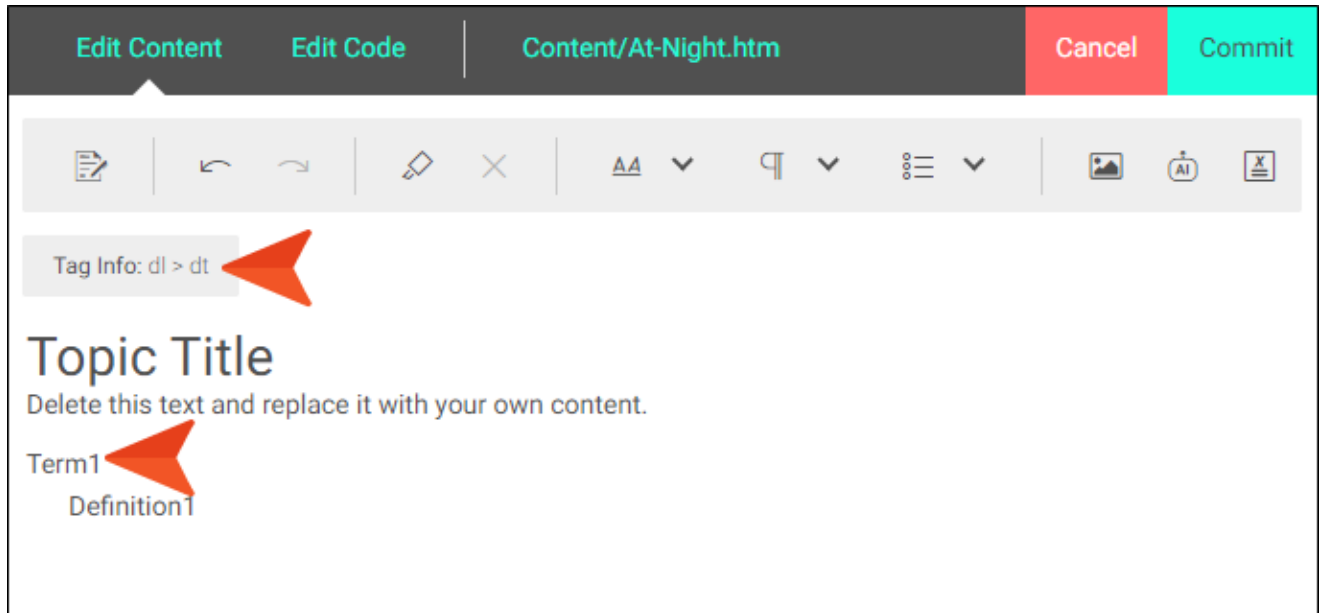 Edit Content Edit Code Content/At-Night.htm Cancel Commit
AA AI X
Tag Info: dl > dt
Topic Title
Delete this text and replace it with your own content.
Term1
Definition1